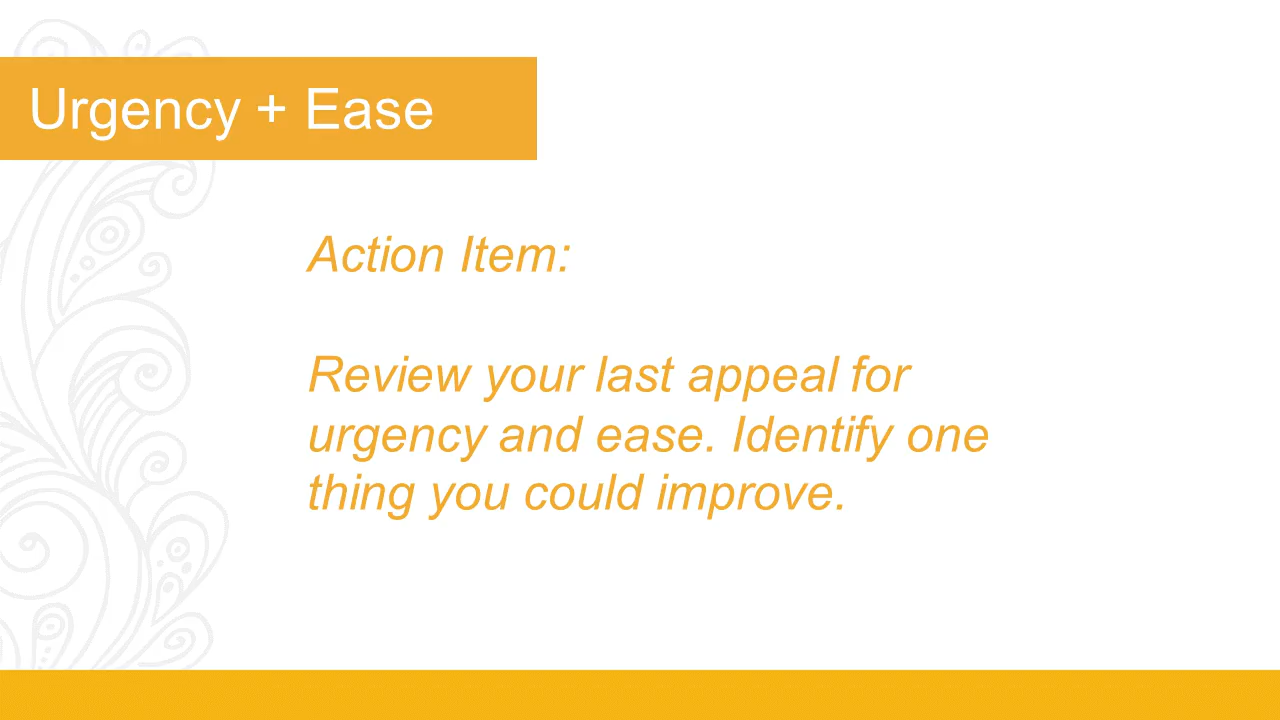 Urgency + Ease
Action Item:
Review your last appeal for
urgency and ease. Identify one
thing you could improve.